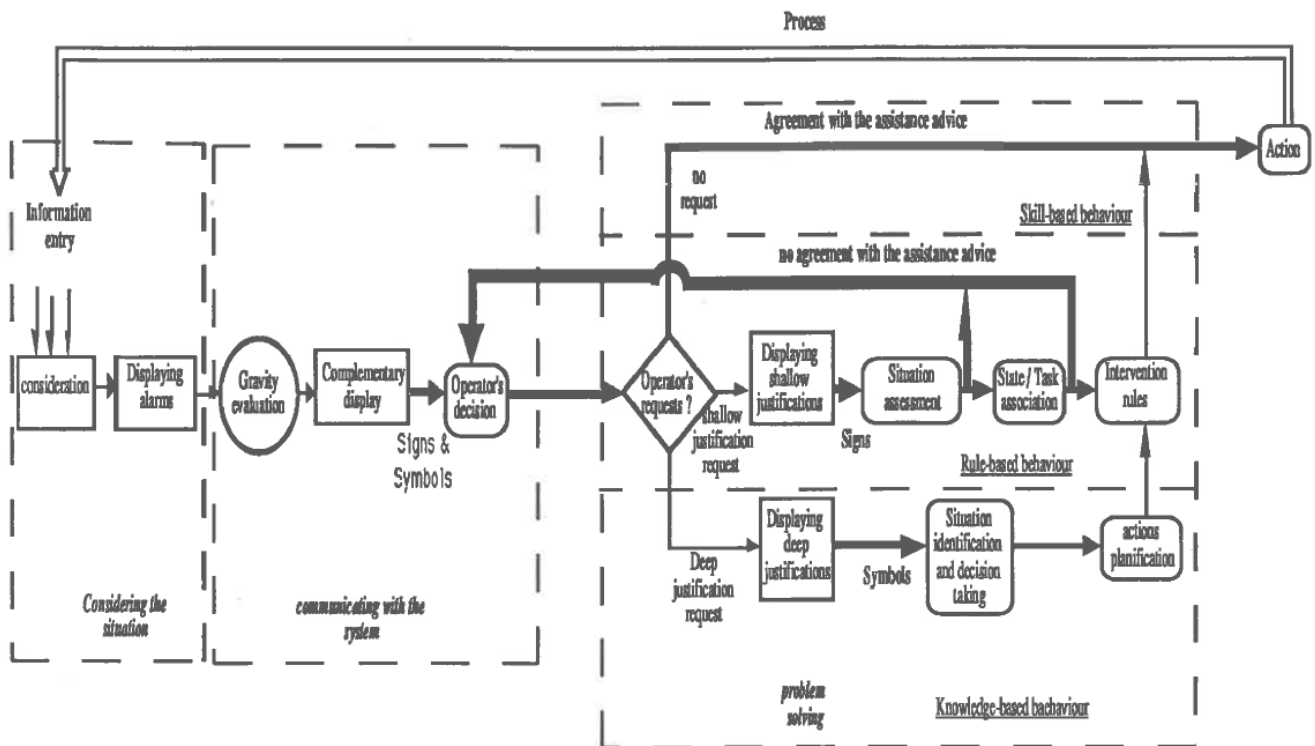 Process
Agreement with the assistance advice
Action
no
request
Information
entry
Skill-based behaviour
no agreement with the assistance advice
consideration
Displaying
alarms
Gravity
evaluation
Complementary
display
Operator's
decision
Signs &
Symbols
Operator's
requests ?
shallow
justification
request
Displaying
shallow
justifications
Signs
Situation
assessment
State / Task
association
Intervention
rules
Rule-based behaviour
Deep
justification
request
Displaying
deep
justifications
Symbols
Situation
identification
and decision
taking
actions
planification
Considering the
situation
communicating with the
system
problem
solving
Knowledge-based baehaviour